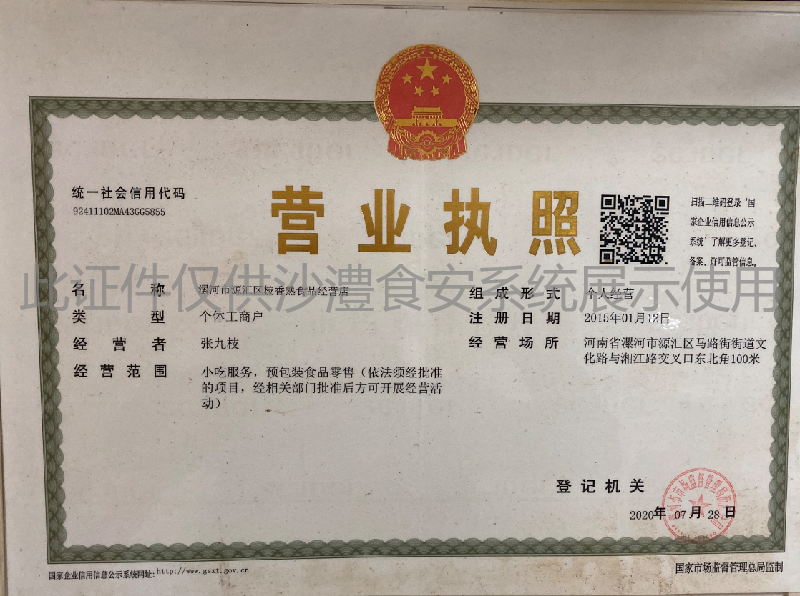 统一社会信用代码
92411102MA43GG5855
营业执照
扫描二维码登录‘国
家企业信用信息公示
系统’了解更多登记、
备案、许可监管信息。
此证件仅供沙澧食安系统展示使用
名 称 漯河市源汇区 香熟食品经营店
类 型 个体工商户
经 营 者 张九枝
经 营 范 围 小吃服务，预包装食品零售（依法须经批准
的项目，经相关部门批准后方可开展经营活
动）
组 成 形 式 个人经营
注 册 日 期 2015年01月12日
经 营 场 所 河南省漯河市源汇区马路街街道文
化路与湘江路交叉口东北角100米
登 记 机 关
2020年 07月 28日
国家企业信用信息公示系统网址：http://www.gsxt.gov.cn
国家市场监督管理总局监制